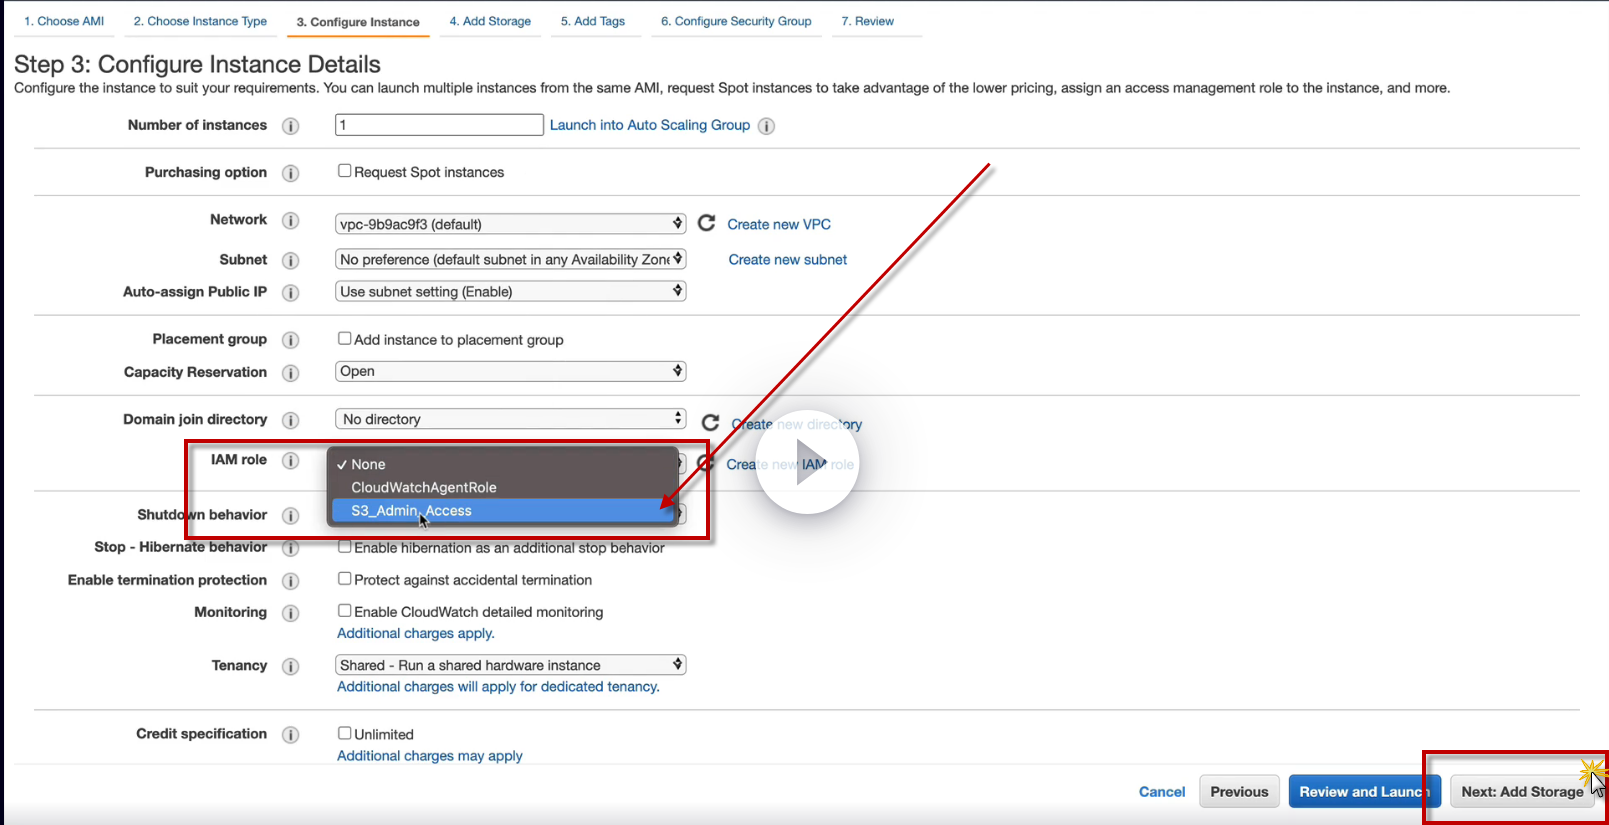 1. Choose AMI 2. Choose Instance Type 3. Configure Instance 4. Add Storage 5. Add Tags 6. Configure Security Group 7. Review
Step 3: Configure Instance Details
Configure the instance to suit your requirements. You can launch multiple instances from the same AMI, request Spot instances to take advantage of the lower pricing, assign an access management role to the instance, and more.
Number of instances i 1 Launch into Auto Scaling Group i
Purchasing option i Request Spot instances
Network i vpc-9b9ac9f3 (default) Create new VPC
Subnet i No preference (default subnet in any Availability Zone Create new subnet
Auto-assign Public IP i Use subnet setting (Enable)
Placement group i Add instance to placement group
Capacity Reservation i Open
Domain join directory i No directory Create new directory
IAM role i ✓ None Create new IAM role
CloudWatchAgentRole
S3_Admin_Access
Shutdown behavior i
Stop - Hibernate behavior i Enable hibernation as an additional stop behavior
Enable termination protection i Protect against accidental termination
Monitoring i Enable CloudWatch detailed monitoring
Additional charges apply.
Tenancy i Shared - Run a shared hardware instance
Additional charges will apply for dedicated tenancy.
Credit specification i Unlimited
Additional charges may apply
Cancel Previous Review and Launch Next: Add Storage